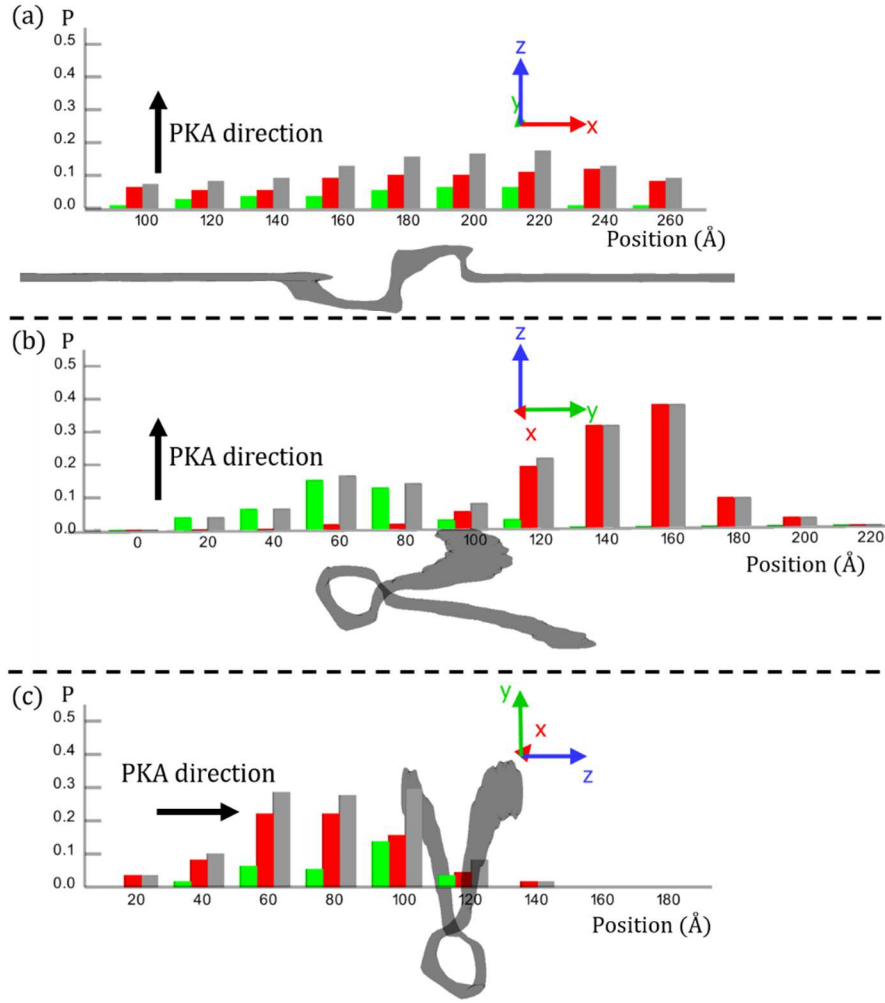 (a) P
0.5
0.4
0.3
0.2
0.1
0.0
PKA direction
z
y
x
100 120 140 160 180 200 220 240 260
Position (Å)
(b) P
0.5
0.4
0.3
0.2
0.1
0.0
PKA direction
z
y
x
0 20 40 60 80 100 120 140 160 180 200 220
Position (Å)
(c) P
0.5
0.4
0.3
0.2
0.1
0.0
PKA direction
y
x
z
20 40 60 80 100 120 140 160 180
Position (Å)